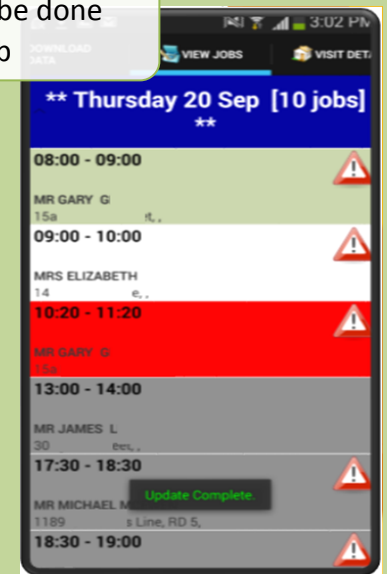 be done
3:02 PM
DOWNLOAD
DATA
VIEW JOBS
VISIT DET
** Thursday 20 Sep [10 jobs]
**
08:00 - 09:00
MR GARY G
15a t, ,
09:00 - 10:00
MRS ELIZABETH
14 e, ,
10:20 - 11:20
MR GARY G
15a
13:00 - 14:00
MR JAMES L
30
17:30 - 18:30
Update Complete.
MR MICHAEL M
1189 s Line, RD 5,
18:30 - 19:00